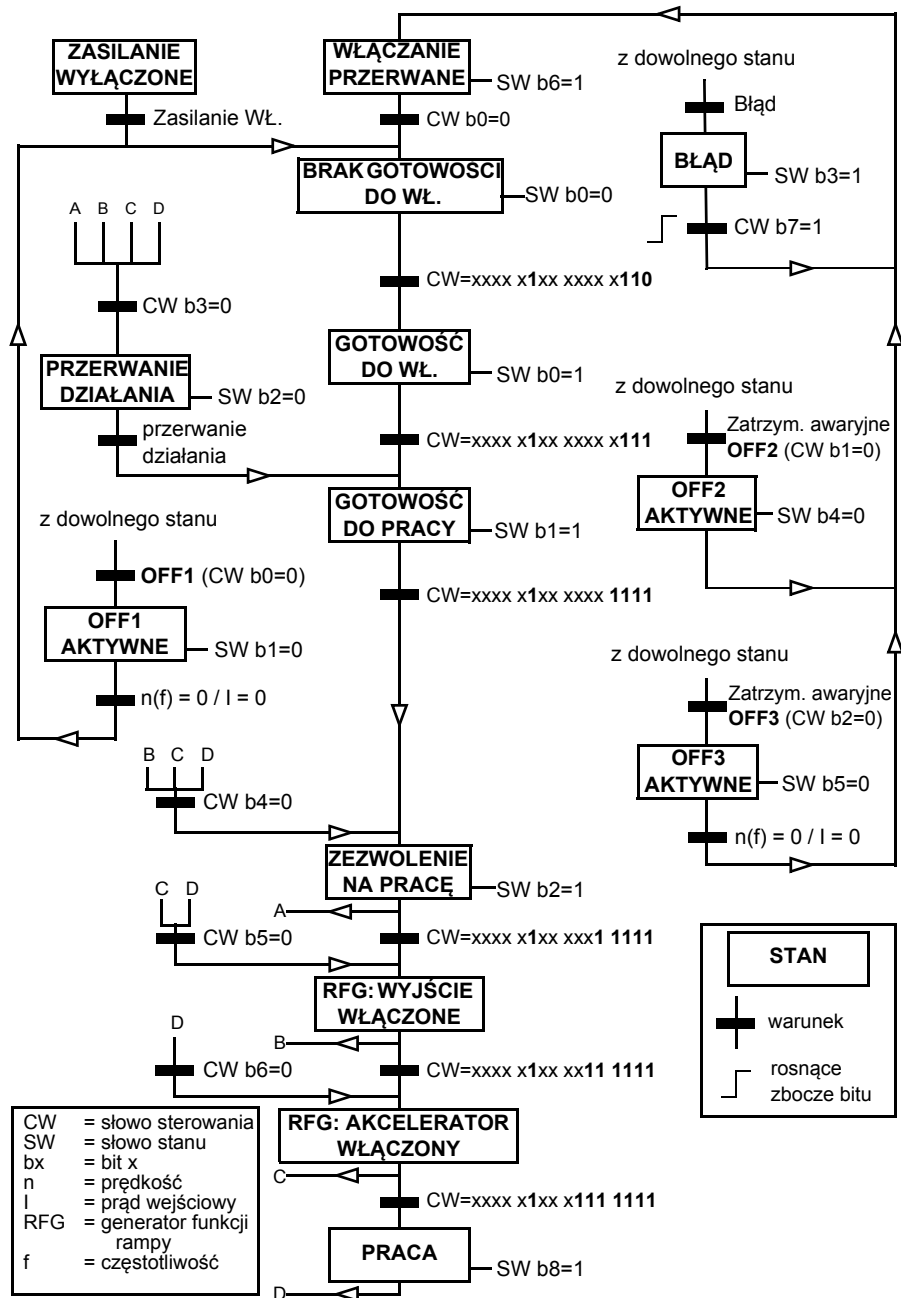 ZASILANIE
WYŁĄCZONE
Zasilanie WŁ.
WŁĄCZANIE
PRZERWANE
SW b6=1
CW b0=0
BRAK GOTOWOŚCI
DO WŁ.
SW b0=0
z dowolnego stanu
Błąd
BŁĄD
SW b3=1
CW b7=1
A B C D
CW b3=0
CW=xxxx x1xx xxxx x110
PRZERWANIE
DZIAŁANIA
SW b2=0
przerwanie
działania
GOTOWOŚĆ
DO WŁ.
SW b0=1
CW=xxxx x1xx xxxx x111
z dowolnego stanu
Zatrzym. awaryjne
OFF2 (CW b1=0)
OFF2
AKTYWNE
SW b4=0
GOTOWOŚĆ
DO PRACY
SW b1=1
z dowolnego stanu
OFF1 (CW b0=0)
OFF1
AKTYWNE
SW b1=0
n(f) = 0 / I = 0
CW=xxxx x1xx xxxx 1111
z dowolnego stanu
Zatrzym. awaryjne
OFF3 (CW b2=0)
OFF3
AKTYWNE
SW b5=0
n(f) = 0 / I = 0
B C D
CW b4=0
ZEZWOLENIE
NA PRACĘ
SW b2=1
A
C D
CW b5=0
CW=xxxx x1xx xxx1 1111
RFG: WYJŚCIE
WŁĄCZONE
B
D
CW b6=0
CW=xxxx x1xx xx11 1111
RFG: AKCELERATOR
WŁĄCZONY
C
CW=xxxx x1xx x111 1111
PRACA
SW b8=1
D
STAN
warunek
rosnące
zbocze bitu
CW = słowo sterowania
SW = słowo stanu
bx = bit x
n = prędkość
I = prąd wejściowy
RFG = generator funkcji
rampy
f = częstotliwość